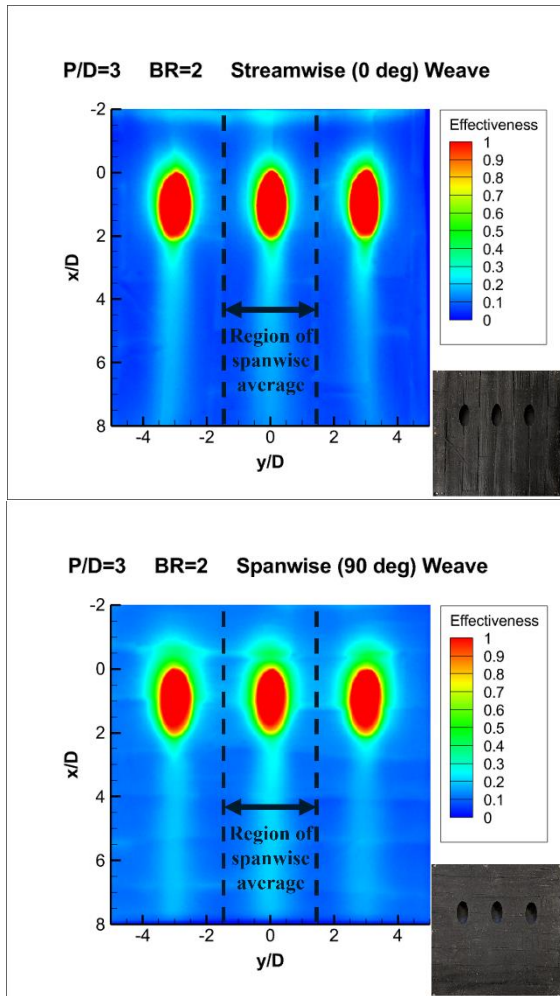 P/D=3 BR=2 Streamwise (0 deg) Weave
-2
0
2
4
6
8
x/D
-4 -2 0 2 4
y/D
Region of
spanwise
average
Effectiveness
1
0.9
0.8
0.7
0.6
0.5
0.4
0.3
0.2
0.1
0
P/D=3 BR=2 Spanwise (90 deg) Weave
-2
0
2
4
6
8
x/D
-4 -2 0 2 4
y/D
Region of
spanwise
average
Effectiveness
1
0.9
0.8
0.7
0.6
0.5
0.4
0.3
0.2
0.1
0